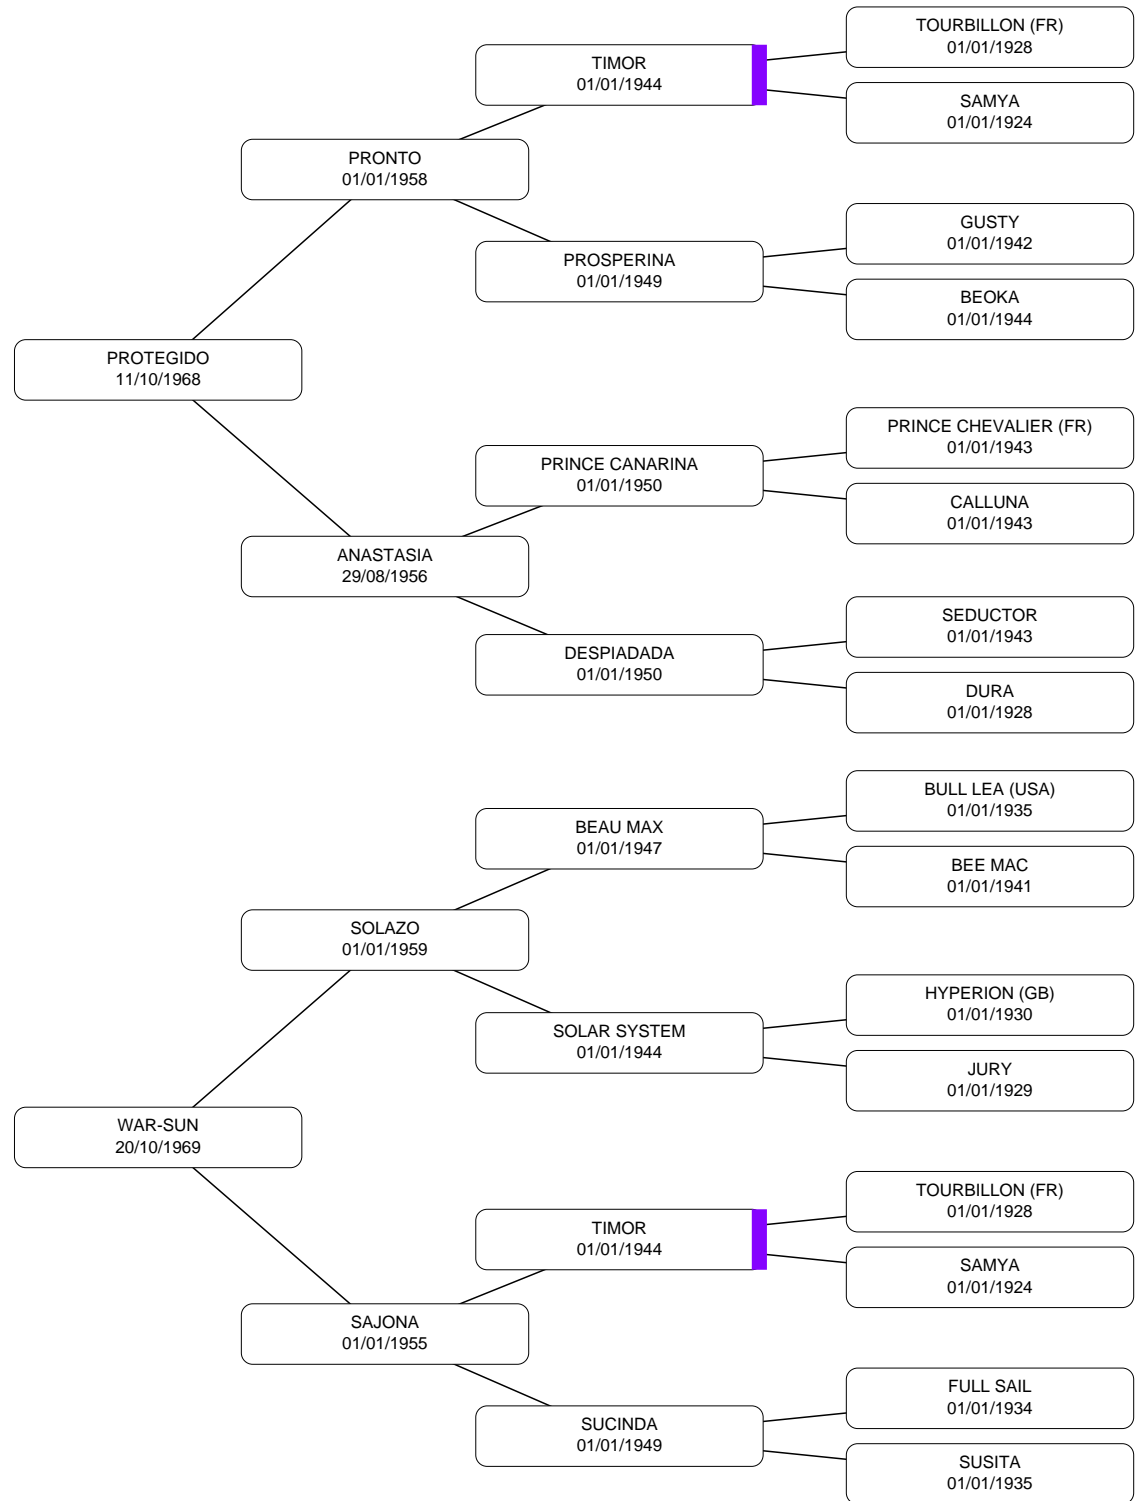 TOURBILLON (FR)
01/01/1928
TIMOR
01/01/1944
SAMYA
01/01/1924
PRONTO
01/01/1958
GUSTY
01/01/1942
PROSPERINA
01/01/1949
BEOKA
01/01/1944
PROTEGIDO
11/10/1968
PRINCE CHEVALIER (FR)
01/01/1943
PRINCE CANARINA
01/01/1950
CALLUNA
01/01/1943
ANASTASIA
29/08/1956
SEDUCTOR
01/01/1943
DESPIADADA
01/01/1950
DURA
01/01/1928
BULL LEA (USA)
01/01/1935
BEAU MAX
01/01/1947
BEE MAC
01/01/1941
SOLAZO
01/01/1959
HYPERION (GB)
01/01/1930
SOLAR SYSTEM
01/01/1944
JURY
01/01/1929
WAR-SUN
20/10/1969
TOURBILLON (FR)
01/01/1928
TIMOR
01/01/1944
SAMYA
01/01/1924
SAJONA
01/01/1955
FULL SAIL
01/01/1934
SUCINDA
01/01/1949
SUSITA
01/01/1935